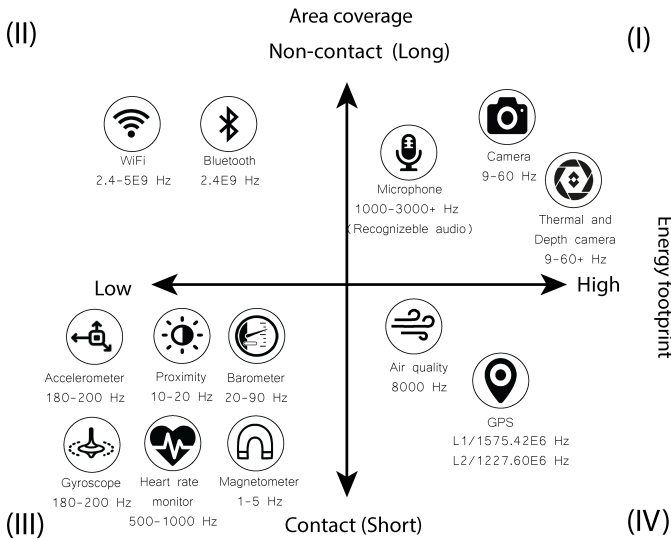 Area coverage
(II)
(I)
Non-contact (Long)
WiFi
2.4-5E9 Hz
Bluetooth
2.4E9 Hz
Microphone
1000-3000+ Hz
(Recognizeble audio)
Camera
9-60 Hz
Thermal and
Depth camera
9-60+ Hz
Energy footprint
Low
High
Accelerometer
180-200 Hz
Proximity
10-20 Hz
Barometer
20-90 Hz
Air quality
8000 Hz
GPS
L1/1575.42E6 Hz
L2/1227.60E6 Hz
Gyroscope
180-200 Hz
Heart rate
monitor
500-1000 Hz
Magnetometer
1-5 Hz
(III)
Contact (Short)
(IV)